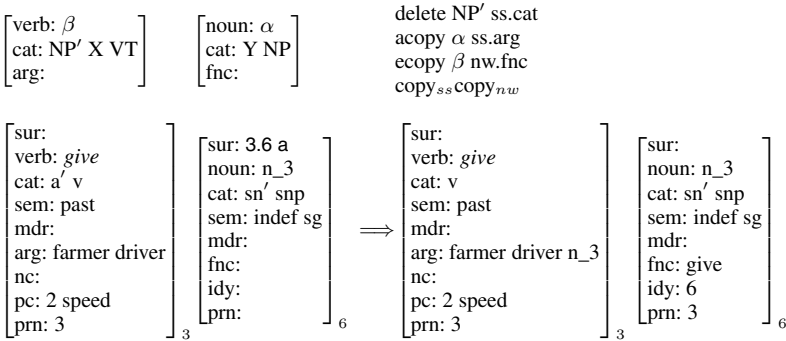 verb: β
cat: NP′ X VT
arg:
noun: α
cat: Y NP
fnc:
delete NP′ ss.cat
acopy α ss.arg
ecopy β nw.fnc
copy_ss copy_nw
sur:
verb: give
cat: a′ v
sem: past
mdr:
arg: farmer driver
nc:
pc: 2 speed
prn: 3
3
sur: 3.6 a
noun: n_3
cat: sn′ snp
sem: indef sg
mdr:
fnc:
idy:
prn:
6
⟹
sur:
verb: give
cat: v
sem: past
mdr:
arg: farmer driver n_3
nc:
pc: 2 speed
prn: 3
3
sur:
noun: n_3
cat: sn′ snp
sem: indef sg
mdr:
fnc: give
idy: 6
prn: 3
6